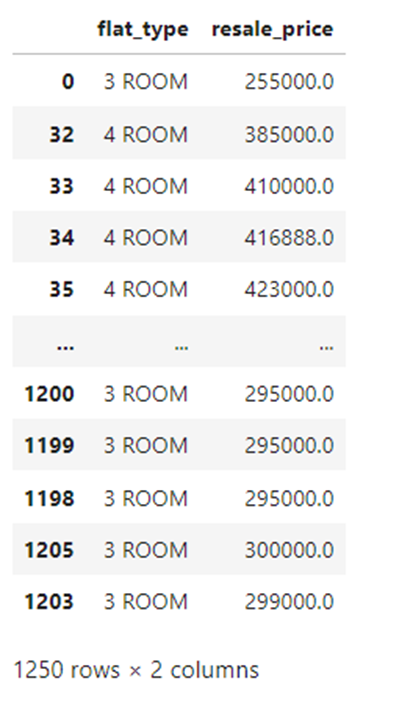 flat_type resale_price
0 3 ROOM 255000.0
32 4 ROOM 385000.0
33 4 ROOM 410000.0
34 4 ROOM 416888.0
35 4 ROOM 423000.0
... ... ...
1200 3 ROOM 295000.0
1199 3 ROOM 295000.0
1198 3 ROOM 295000.0
1205 3 ROOM 300000.0
1203 3 ROOM 299000.0
1250 rows × 2 columns